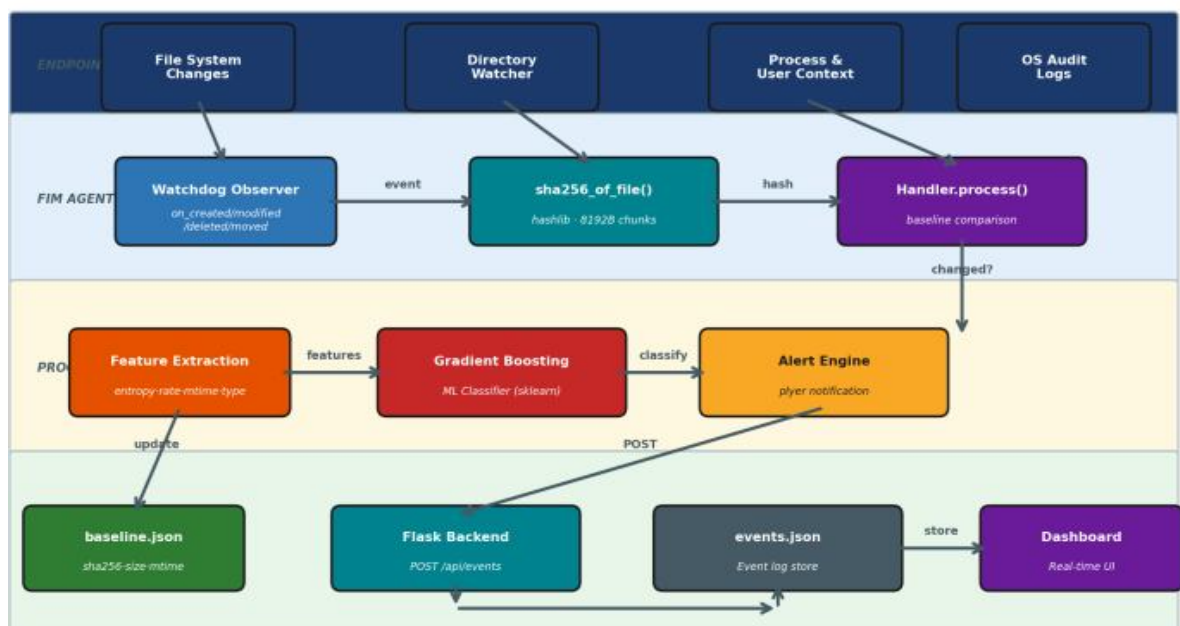 ENDPOIN
File System
Changes
Directory
Watcher
Process &
User Context
OS Audit
Logs
FIM AGENT
Watchdog Observer
on_created/modified
/deleted/moved
event
sha256_of_file()
hashlib · 8192B chunks
hash
Handler.process()
baseline comparison
changed?
PRO
Feature Extraction
entropy·rate·mtime·type
features
Gradient Boosting
ML Classifier (sklearn)
classify
Alert Engine
plyer notification
update
POST
baseline.json
sha256·size·mtime
Flask Backend
POST /api/events
events.json
Event log store
store
Dashboard
Real-time UI